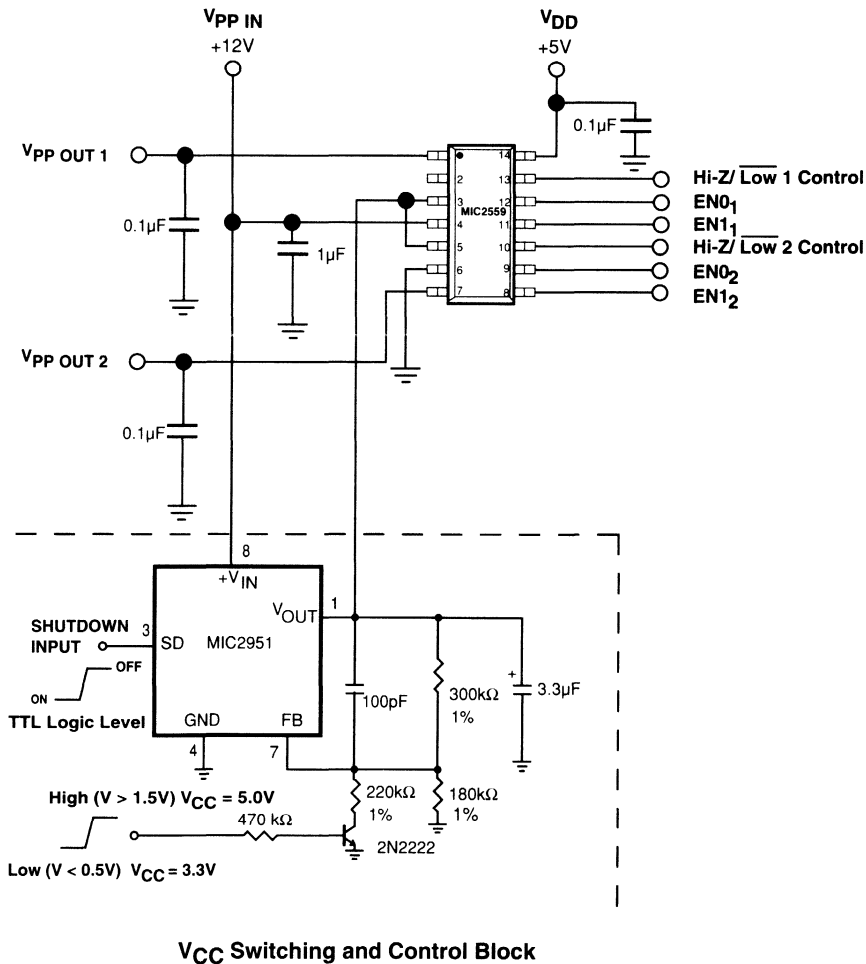 VPP IN
+12V
VDD
+5V
0.1µF
VPP OUT 1
14
2
13
Hi-Z/ Low 1 Control
3
12
EN01
MIC2559
4
11
EN11
5
10
Hi-Z/ Low 2 Control
6
9
EN02
7
8
EN12
0.1µF
1µF
VPP OUT 2
0.1µF
8
+VIN
VOUT
1
SHUTDOWN
INPUT
3
SD
MIC2951
OFF
ON
TTL Logic Level
GND
FB
4
7
100pF
300kΩ
1%
+
3.3µF
High (V > 1.5V) VCC = 5.0V
220kΩ
1%
180kΩ
1%
470 kΩ
2N2222
Low (V < 0.5V) VCC = 3.3V
VCC Switching and Control Block